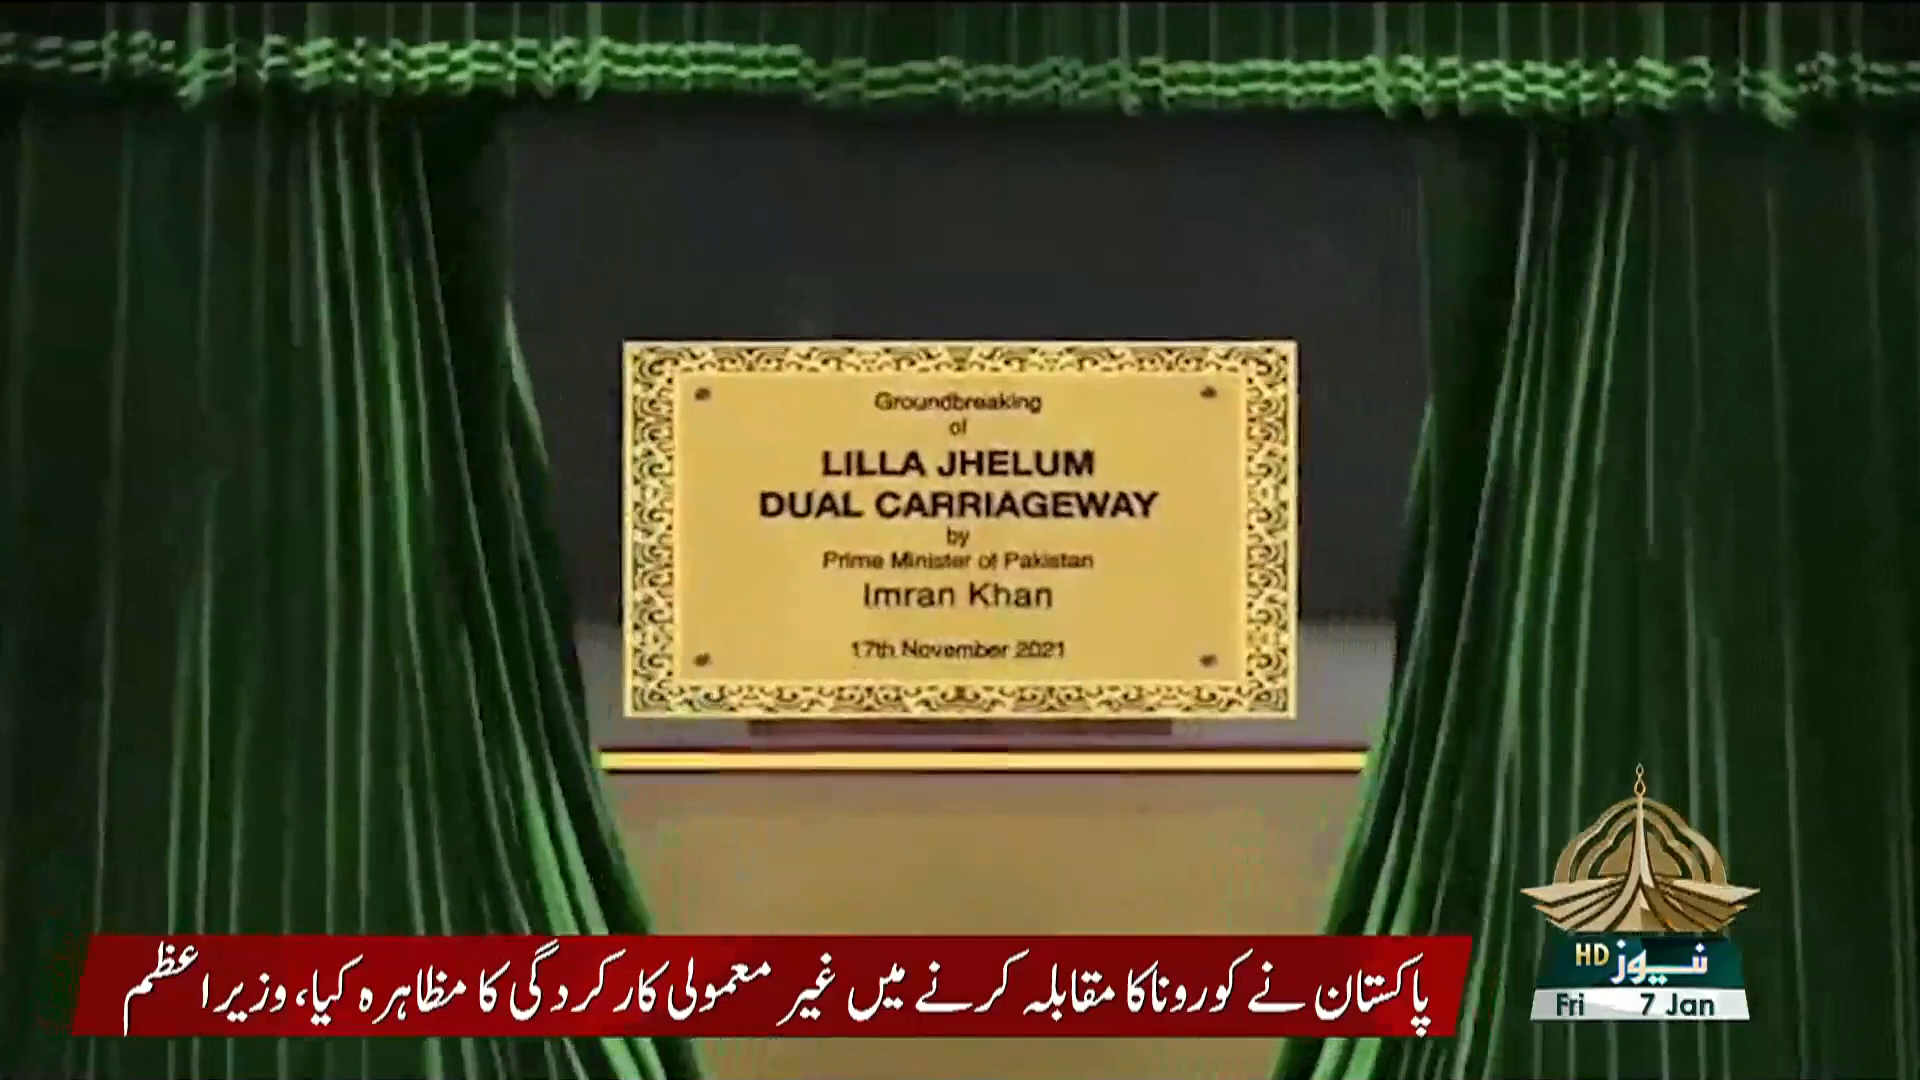 Groundbreaking
of
LILLA JHELUM
DUAL CARRIAGEWAY
by
Prime Minister of Pakistan
Imran Khan
17th November 2021
پاکستان نے کورونا کا مقابلہ کرنے میں غیر معمولی کارکردگی کا مظاہرہ کیا، وزیراعظم
نیوز HD
Fri 7 Jan